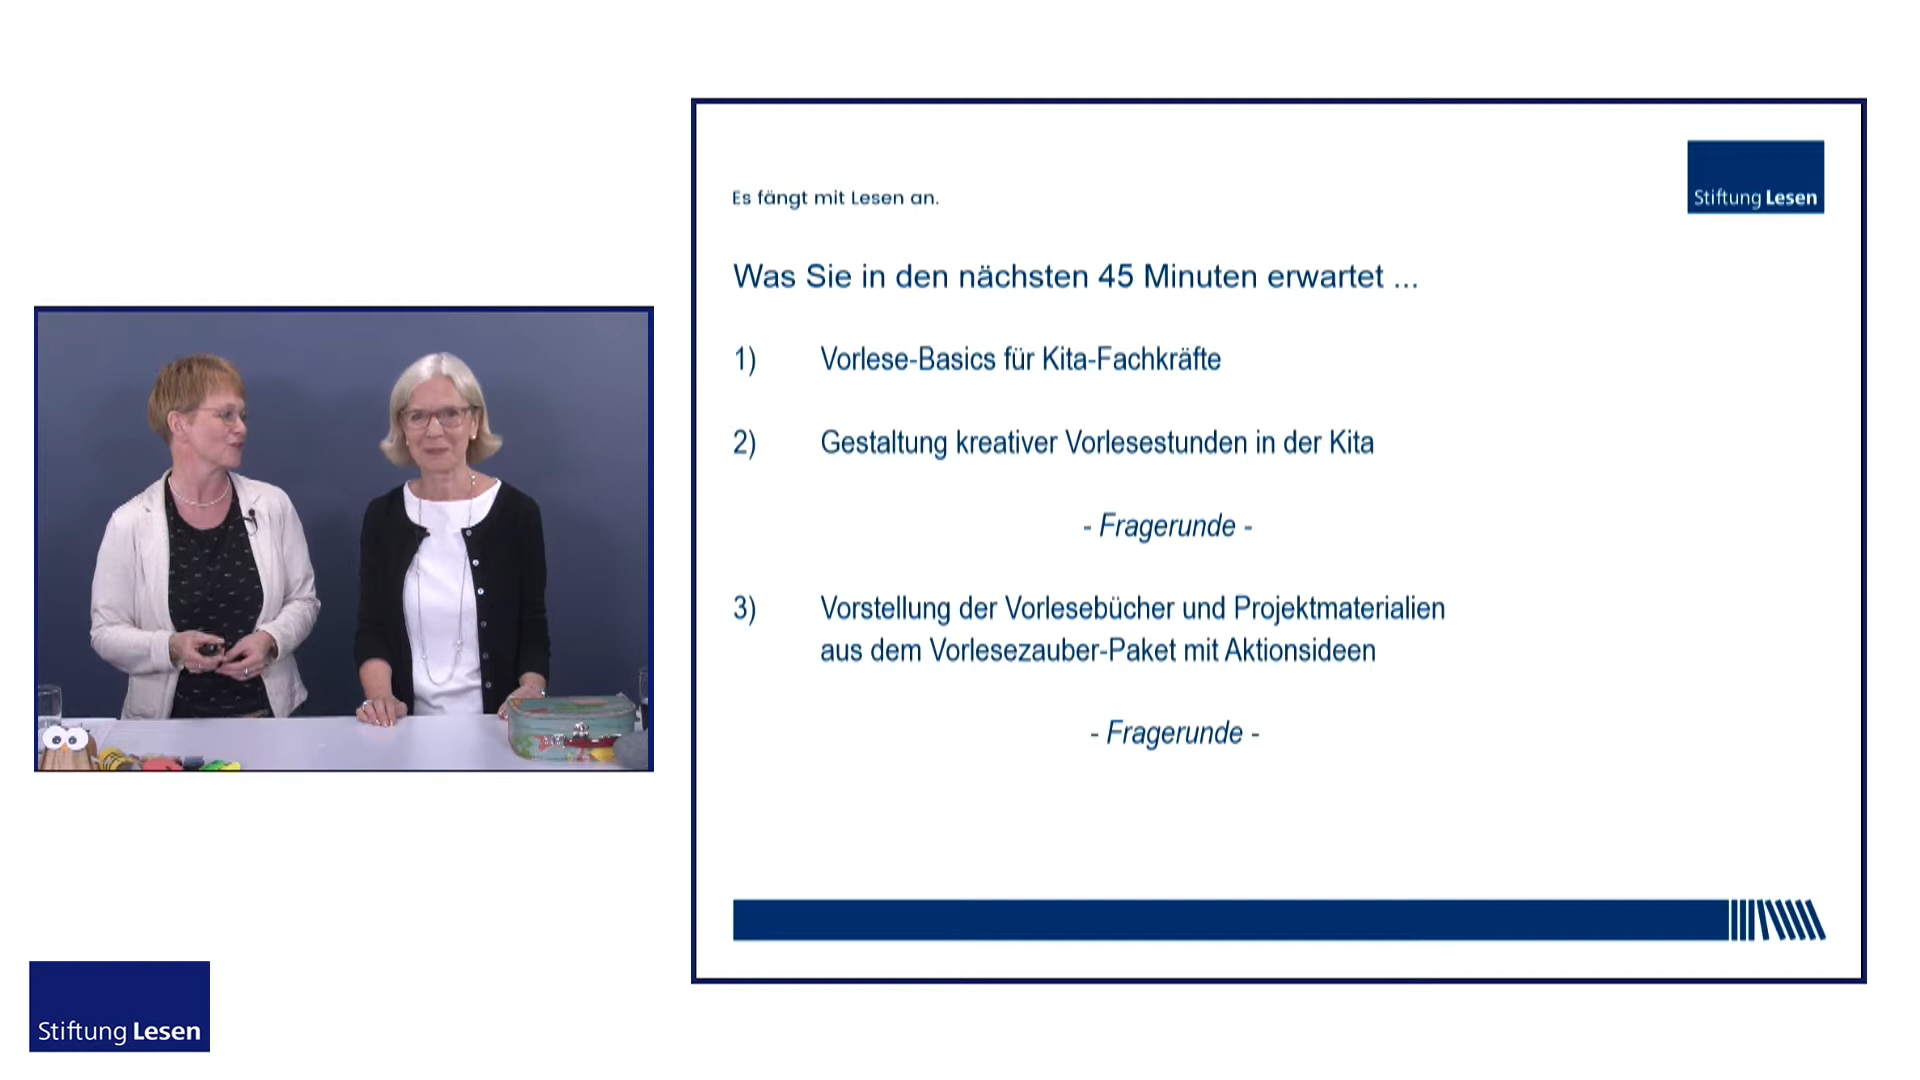 Es fängt mit Lesen an.
Stiftung Lesen
Was Sie in den nächsten 45 Minuten erwartet ...
1) Vorlese-Basics für Kita-Fachkräfte
2) Gestaltung kreativer Vorlesestunden in der Kita
- Fragerunde -
3) Vorstellung der Vorlesebücher und Projektmaterialien
aus dem Vorlesezauber-Paket mit Aktionsideen
- Fragerunde -
Stiftung Lesen